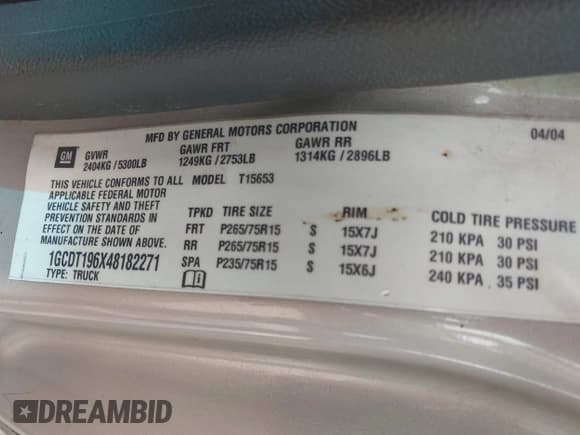 MFD BY GENERAL MOTORS CORPORATION 04/04
GM GVWR GAWR FRT GAWR RR
2404KG / 5300LB 1249KG / 2753LB 1314KG / 2896LB
THIS VEHICLE CONFORMS TO ALL MODEL T15653
APPLICABLE FEDERAL MOTOR
VEHICLE SAFETY AND THEFT
PREVENTION STANDARDS IN
EFFECT ON THE DATE OF
MANUFACTURE SHOWN ABOVE.
1GCDT196X48182271
TYPE: TRUCK
TPKD TIRE SIZE RIM COLD TIRE PRESSURE
FRT P265/75R15 S 15X7J 210 KPA 30 PSI
RR P265/75R15 S 15X7J 210 KPA 30 PSI
SPA P235/75R15 S 15X6J 240 KPA 35 PSI
DREAMBID